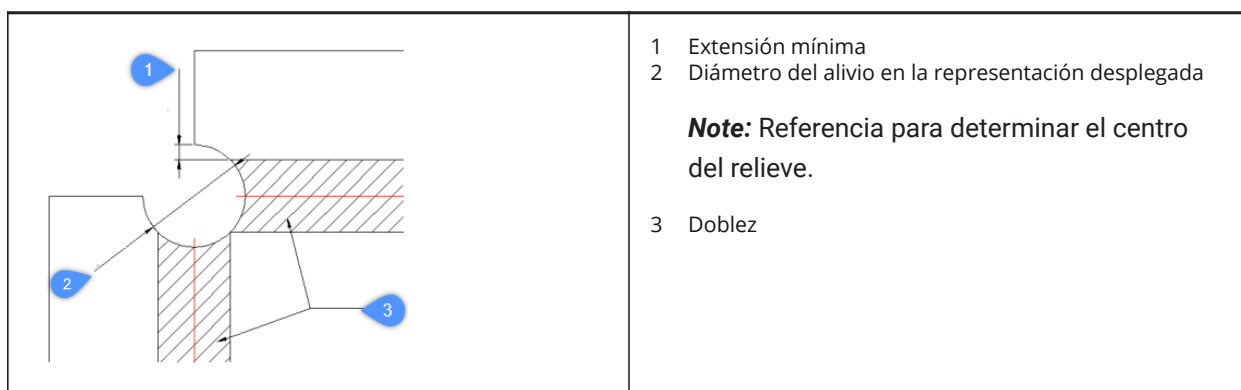 1
2
3
1 Extensión mínima
2 Diámetro del alivio en la representación desplegada
Note: Referencia para determinar el centro
del relieve.
3 Doblez